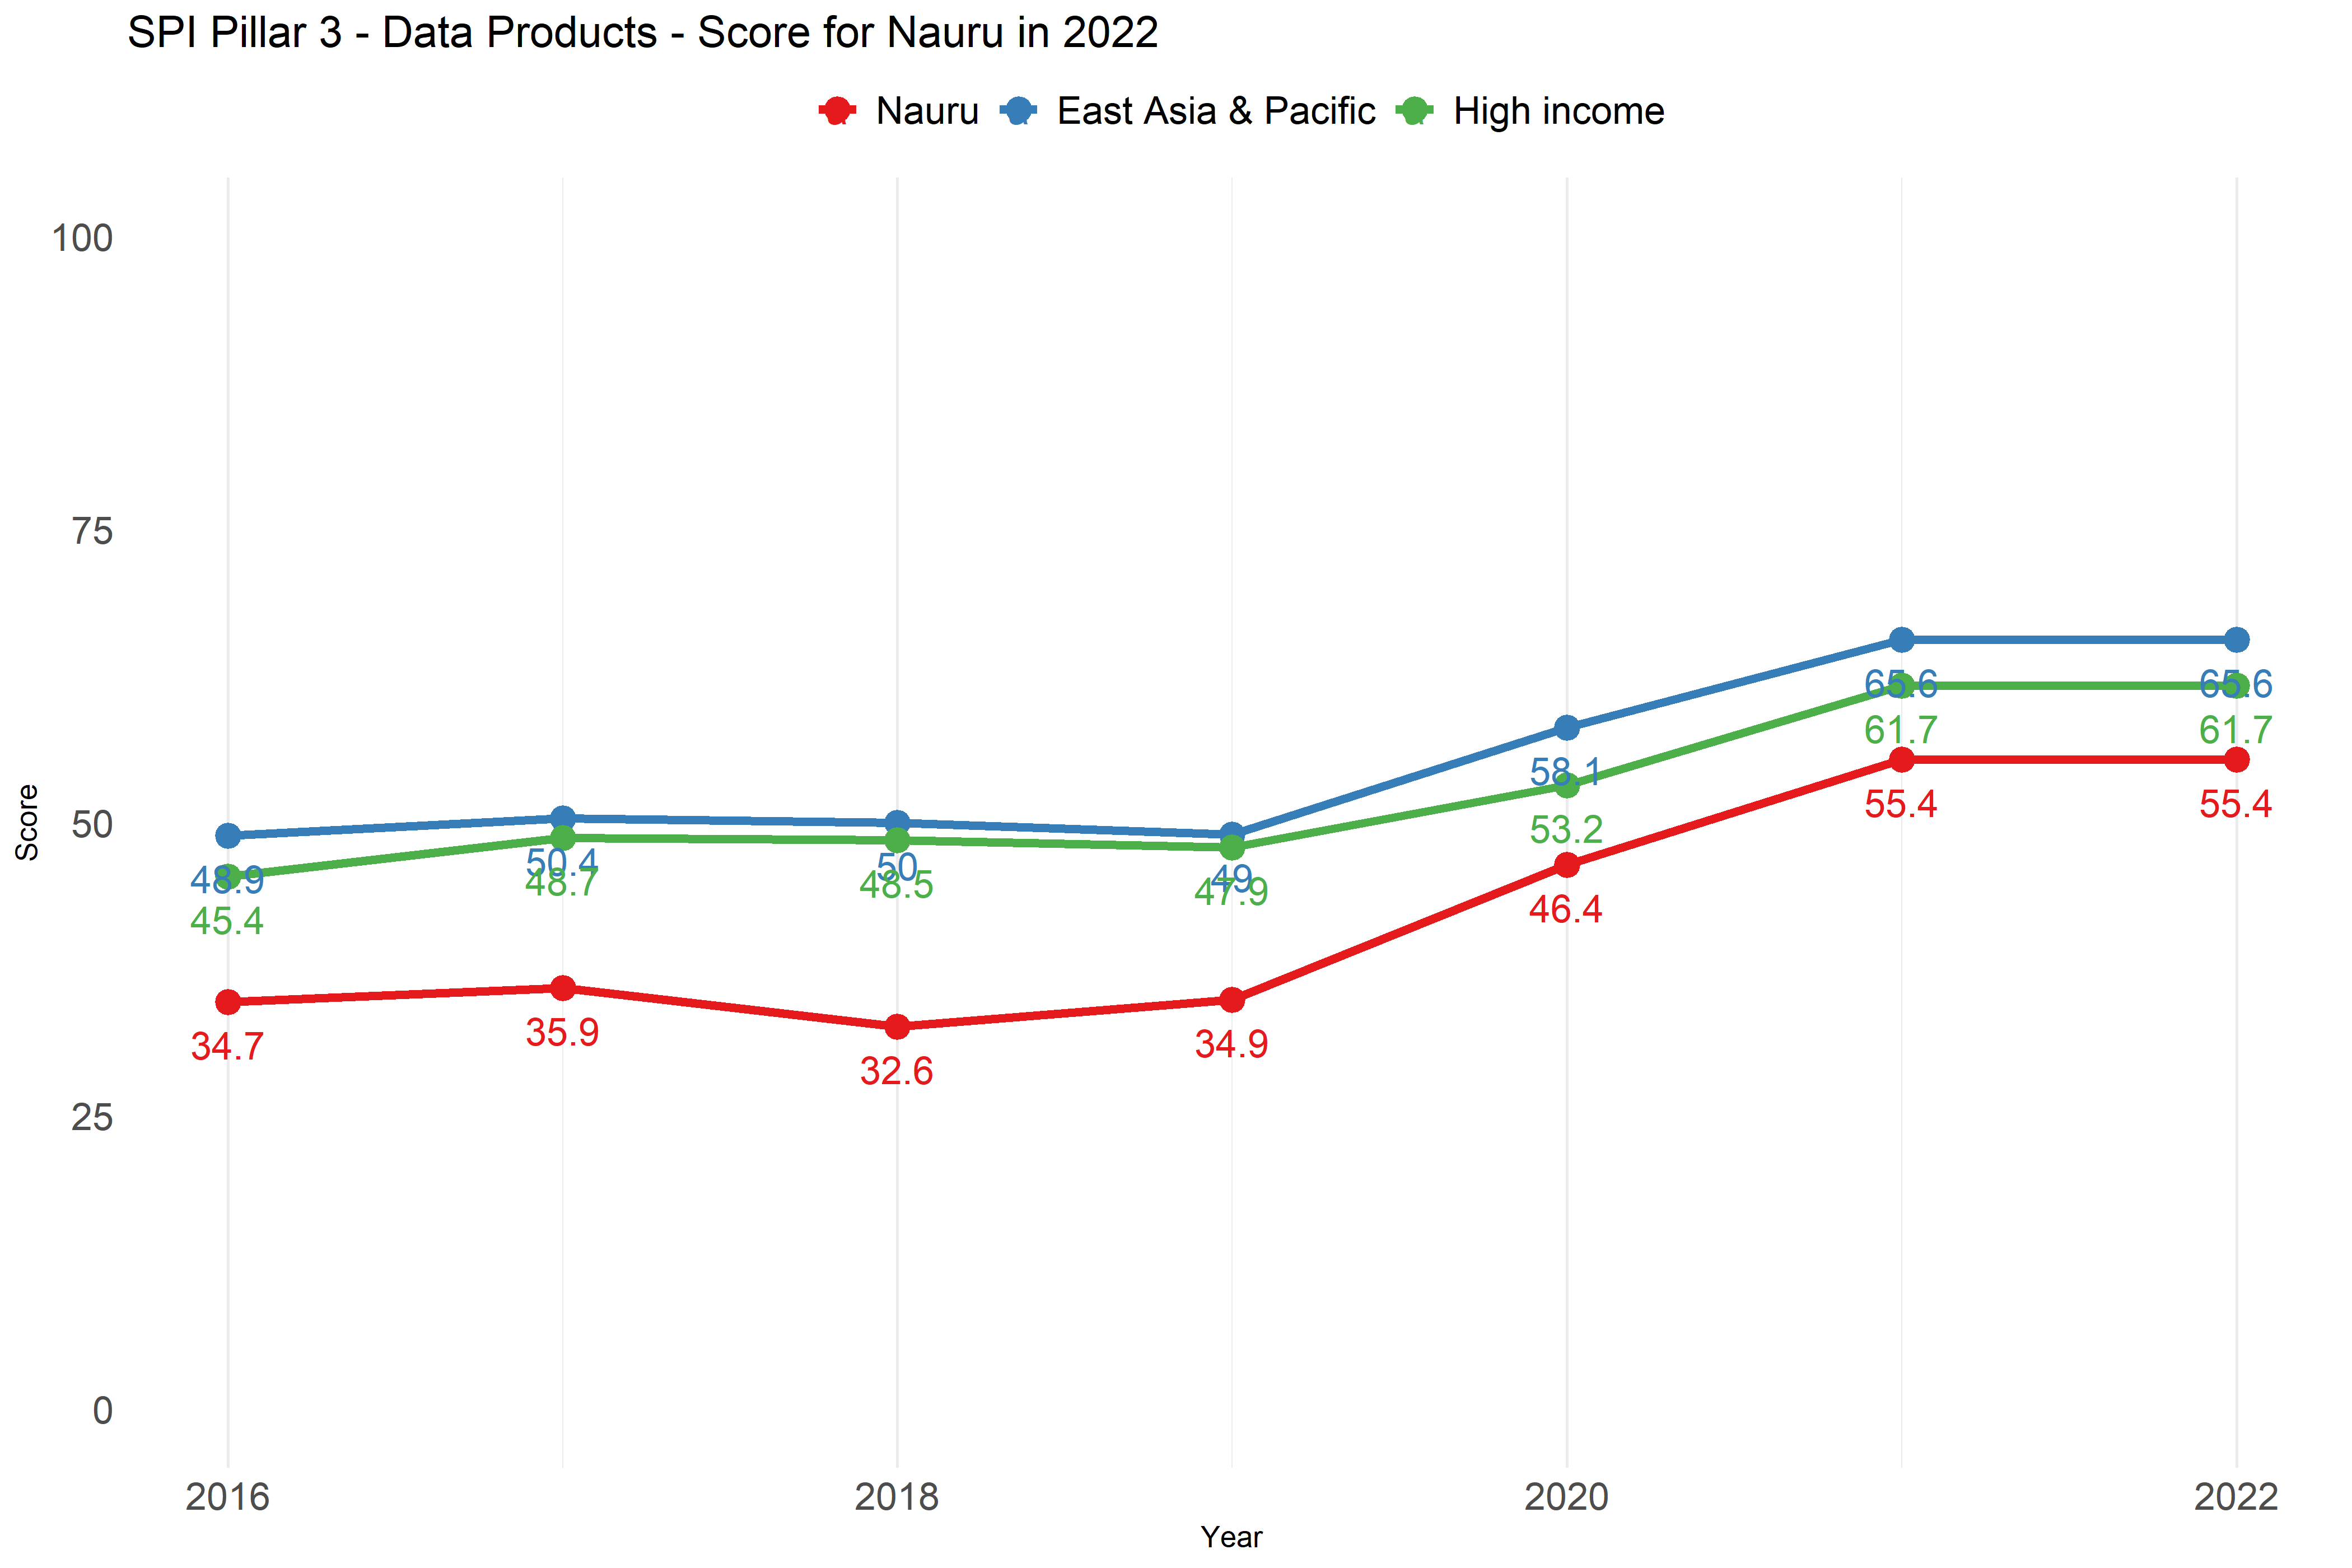 SPI Pillar 3 - Data Products - Score for Nauru in 2022
Nauru East Asia & Pacific High income
100
75
50
25
0
Score
65.6 65.6
61.7 61.7
58.1
55.4 55.4
53.2
48.9 50.4 50 49
45.4 48.7 48.5 47.9
46.4
34.7 35.9 32.6 34.9
2016 2018 2020 2022
Year